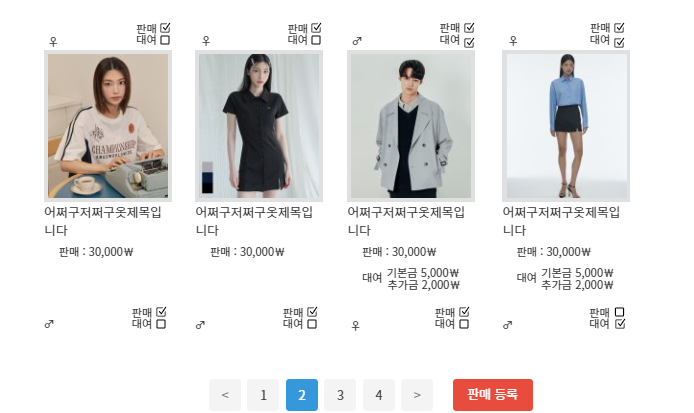 판매 ☑ 판매 ☑ 판매 ☑ 판매 ☑
♀ 대여 ☐ ♀ 대여 ☐ ♂ 대여 ☑ ♀ 대여 ☑
CHAMPIONSHIP
어쩌구저쩌구옷제목입 어쩌구저쩌구옷제목입 어쩌구저쩌구옷제목입 어쩌구저쩌구옷제목입
니다 니다 니다 니다
판매 : 30,000₩ 판매 : 30,000₩ 판매 : 30,000₩ 판매 : 30,000₩
대여 기본금 5,000₩ 대여 기본금 5,000₩
추가금 2,000₩ 추가금 2,000₩
판매 ☑ 판매 ☑ 판매 ☑ 판매 ☐
♂ 대여 ☐ ♂ 대여 ☐ ♀ 대여 ☐ ♂ 대여 ☑
< 1 2 3 4 > 판매 등록